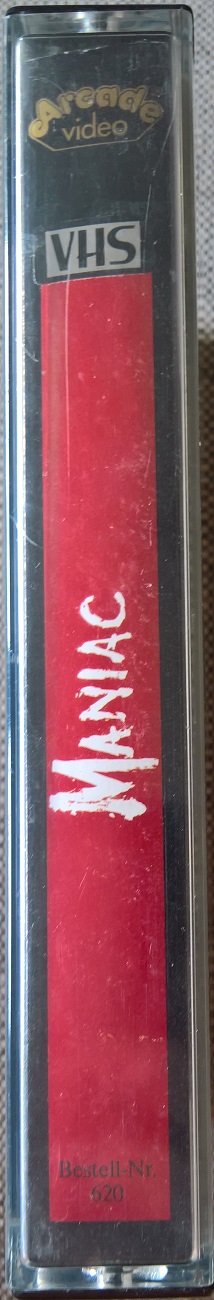 Arcade
video
VHS
MANIAC
Bestell-Nr.
620